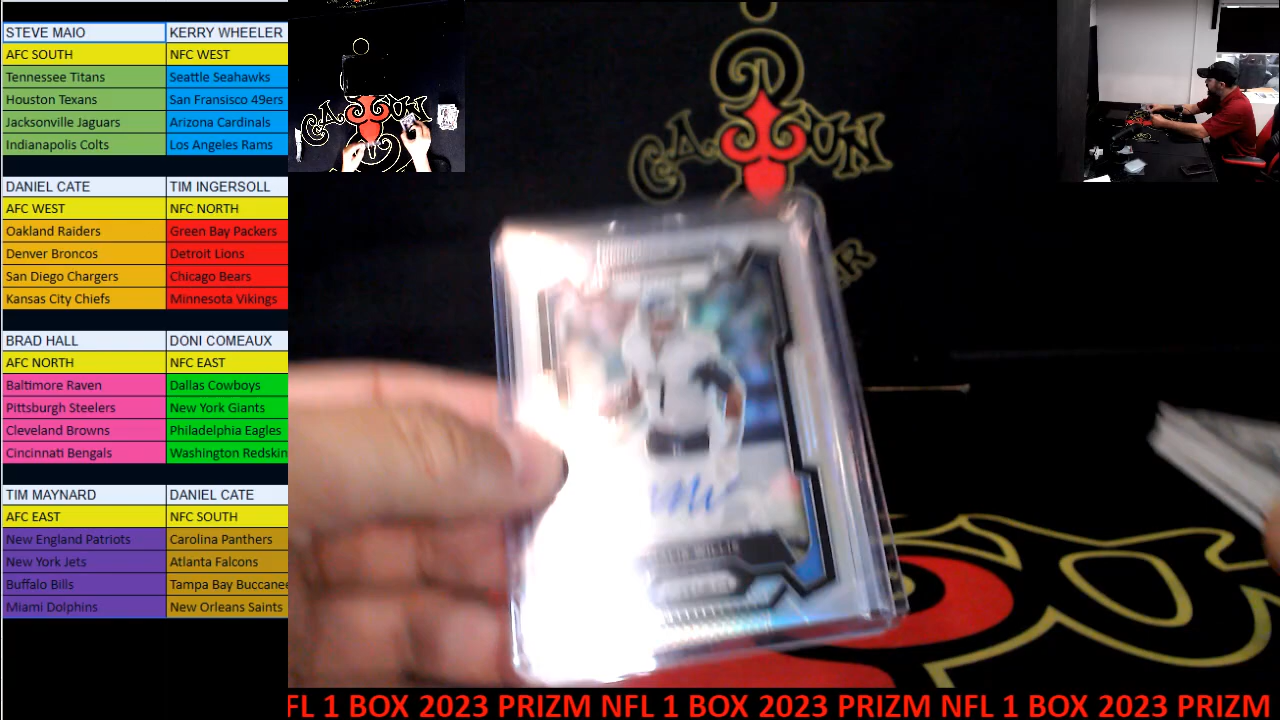 STEVE MAIO KERRY WHEELER
AFC SOUTH NFC WEST
Tennessee Titans Seattle Seahawks
Houston Texans San Fransisco 49ers
Jacksonville Jaguars Arizona Cardinals
Indianapolis Colts Los Angeles Rams
DANIEL CATE TIM INGERSOLL
AFC WEST NFC NORTH
Oakland Raiders Green Bay Packers
Denver Broncos Detroit Lions
San Diego Chargers Chicago Bears
Kansas City Chiefs Minnesota Vikings
BRAD HALL DONI COMEAUX
AFC NORTH NFC EAST
Baltimore Raven Dallas Cowboys
Pittsburgh Steelers New York Giants
Cleveland Browns Philadelphia Eagles
Cincinnati Bengals Washington Redskin
TIM MAYNARD DANIEL CATE
AFC EAST NFC SOUTH
New England Patriots Carolina Panthers
New York Jets Atlanta Falcons
Buffalo Bills Tampa Bay Buccanee
Miami Dolphins New Orleans Saints
FL 1 BOX 2023 PRIZM NFL 1 BOX 2023 PRIZM NFL 1 BOX 2023 PRIZM